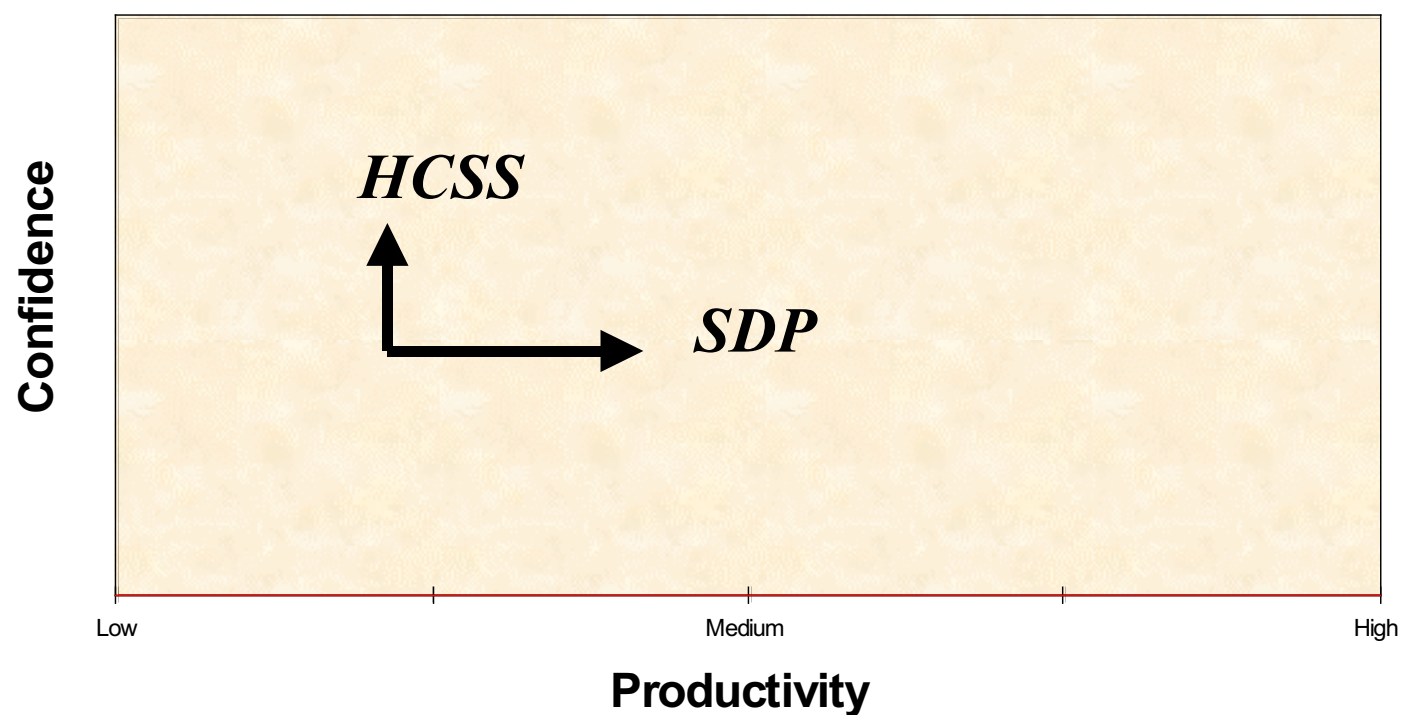 Confidence
HCSS
SDP
Low Medium High
Productivity